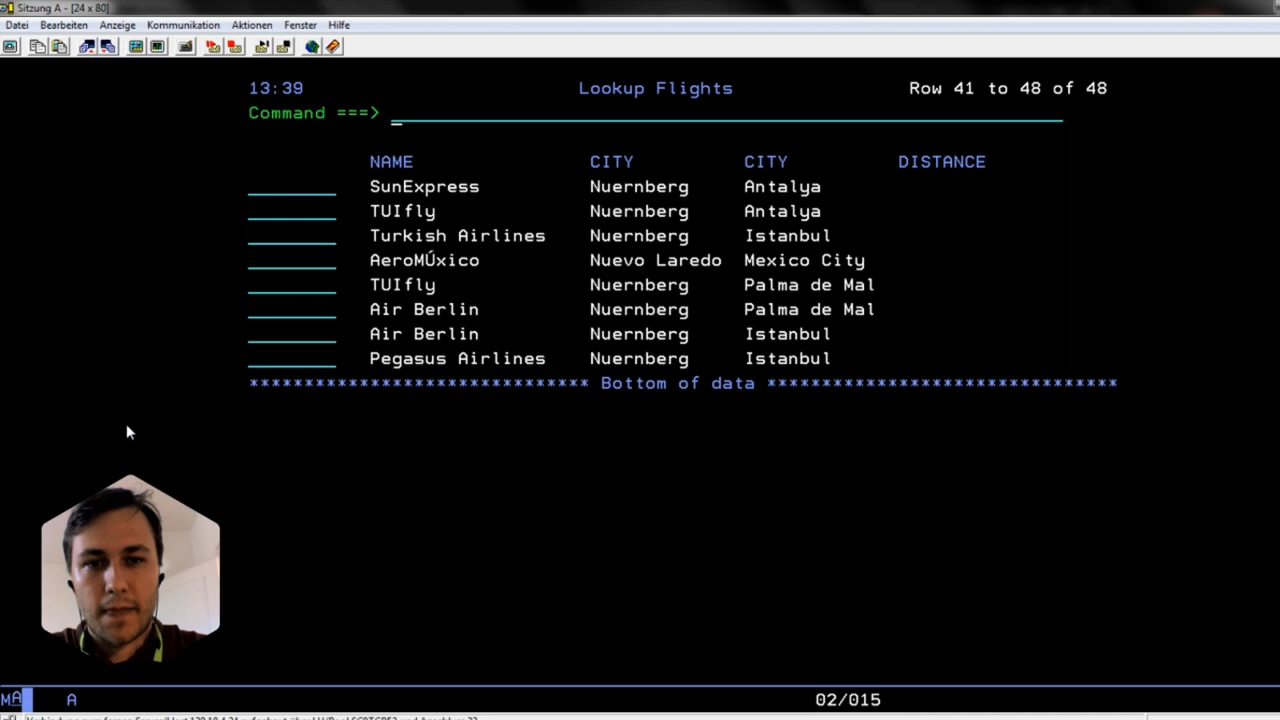 Sitzung A - [24 x 80]
Datei Bearbeiten Anzeige Kommunikation Aktionen Fenster Hilfe
13:39 Lookup Flights Row 41 to 48 of 48
Command ===>
NAME CITY CITY DISTANCE
SunExpress Nuernberg Antalya
TUIfly Nuernberg Antalya
Turkish Airlines Nuernberg Istanbul
AeroMÚxico Nuevo Laredo Mexico City
TUIfly Nuernberg Palma de Mal
Air Berlin Nuernberg Palma de Mal
Air Berlin Nuernberg Istanbul
Pegasus Airlines Nuernberg Istanbul
******************************* Bottom of data ********************************
MA A 02/015